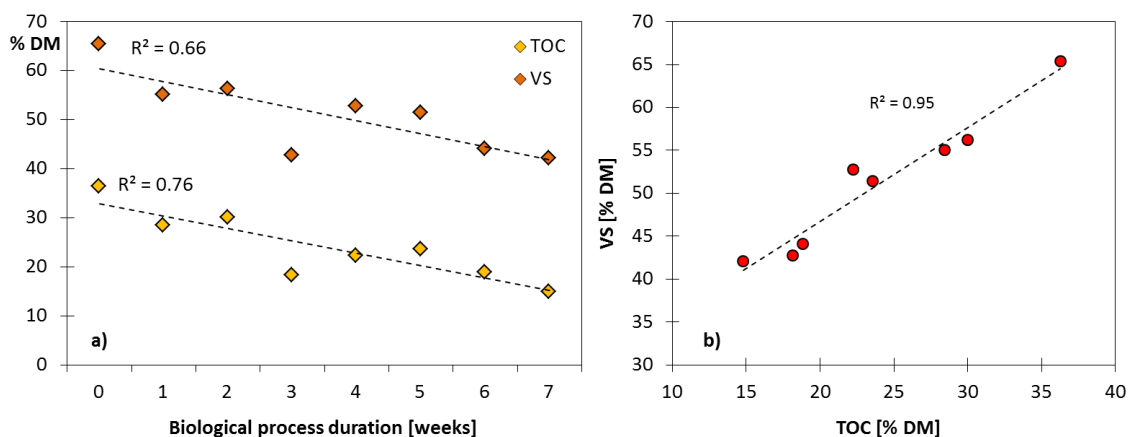 70
% DM
60
50
40
30
20
10
0
R² = 0.66
R² = 0.76
TOC
VS
a)
0 1 2 3 4 5 6 7
Biological process duration [weeks]
70
65
60
55
50
45
40
35
30
VS [% DM]
R² = 0.95
b)
10 15 20 25 30 35 40
TOC [% DM]